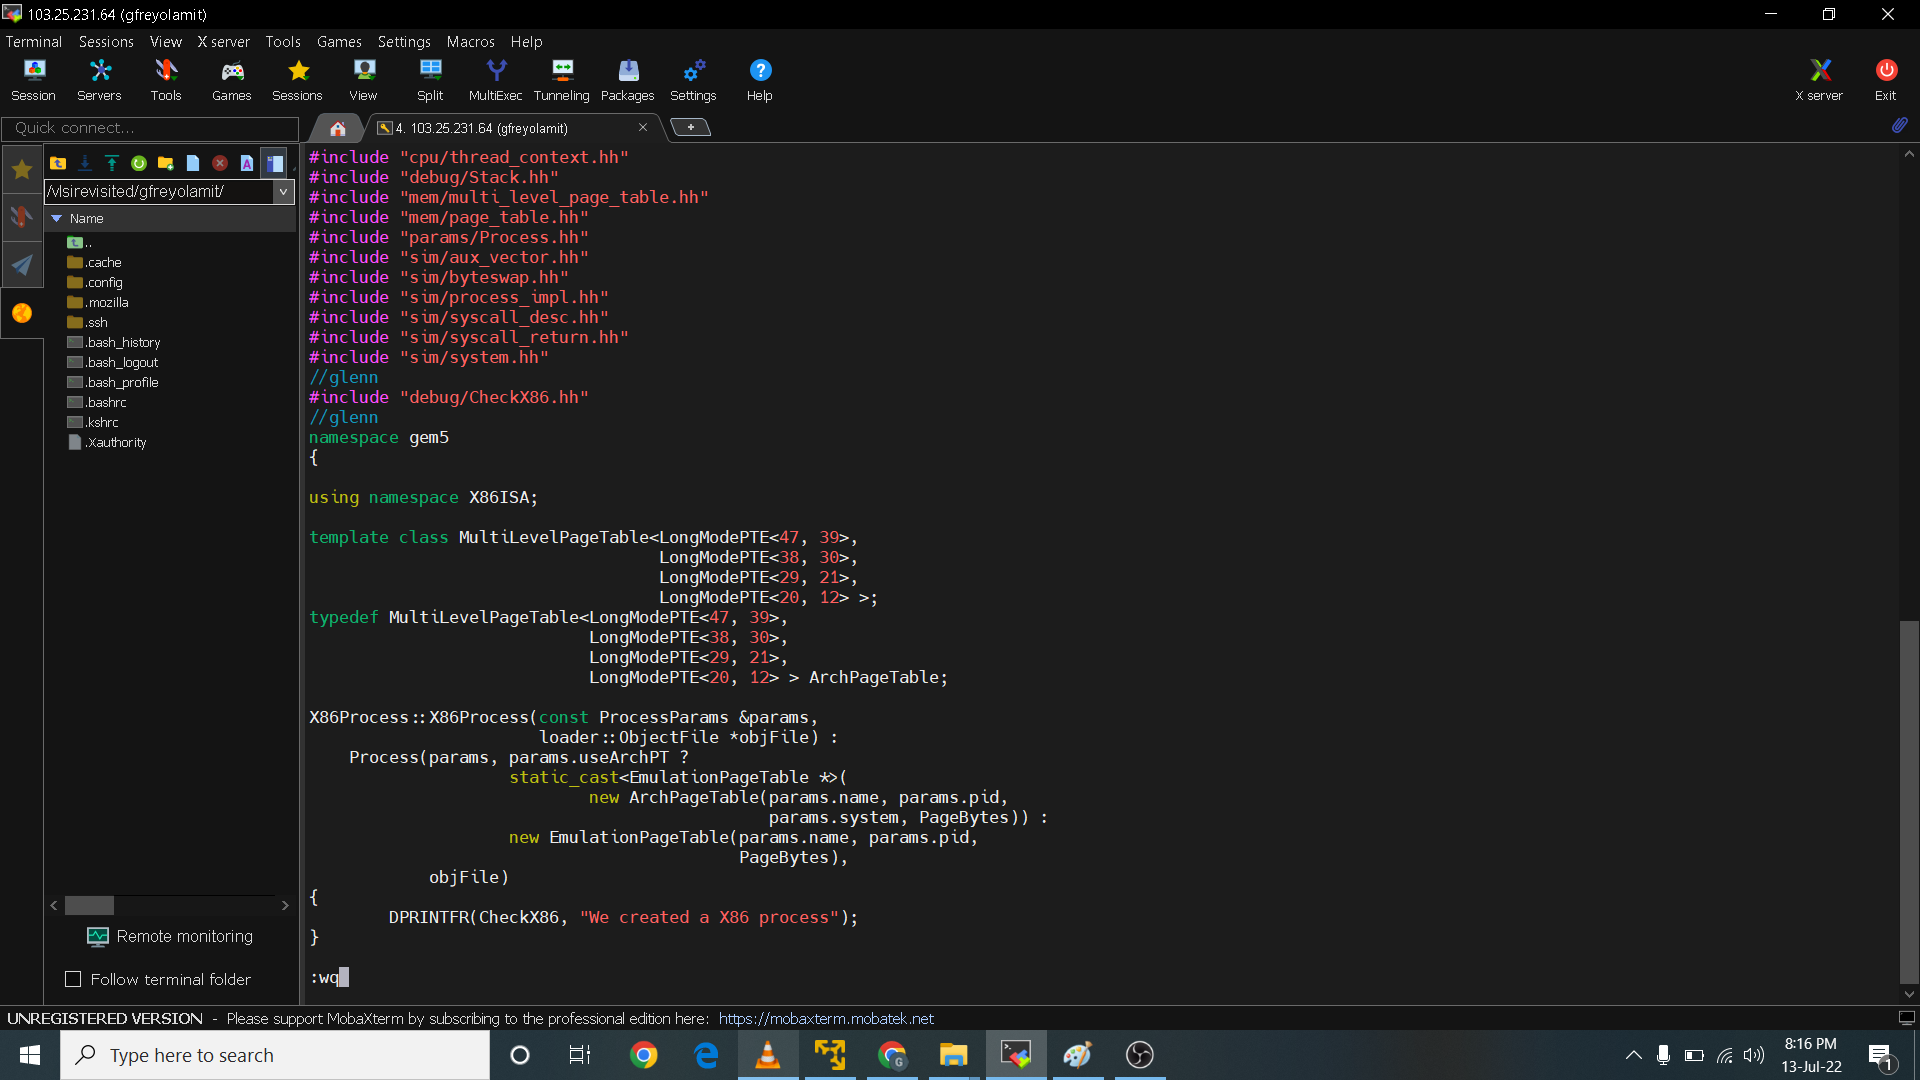 103.25.231.64 (gfreyolamit)
Terminal Sessions View X server Tools Games Settings Macros Help
Session Servers Tools Games Sessions View Split MultiExec Tunneling Packages Settings Help X server Exit
Quick connect...
4. 103.25.231.64 (gfreyolamit)
/vlsirevisited/gfreyolamit/
Name
..
.cache
.config
.mozilla
.ssh
.bash_history
.bash_logout
.bash_profile
.bashrc
.kshrc
.Xauthority
Remote monitoring
Follow terminal folder
#include "cpu/thread_context.hh"
#include "debug/Stack.hh"
#include "mem/multi_level_page_table.hh"
#include "mem/page_table.hh"
#include "params/Process.hh"
#include "sim/aux_vector.hh"
#include "sim/byteswap.hh"
#include "sim/process_impl.hh"
#include "sim/syscall_desc.hh"
#include "sim/syscall_return.hh"
#include "sim/system.hh"
//glenn
#include "debug/CheckX86.hh"
//glenn
namespace gem5
{
using namespace X86ISA;
template class MultiLevelPageTable<LongModePTE<47, 39>,
LongModePTE<38, 30>,
LongModePTE<29, 21>,
LongModePTE<20, 12> >;
typedef MultiLevelPageTable<LongModePTE<47, 39>,
LongModePTE<38, 30>,
LongModePTE<29, 21>,
LongModePTE<20, 12> > ArchPageTable;
X86Process::X86Process(const ProcessParams &params,
loader::ObjectFile *objFile) :
Process(params, params.useArchPT ?
static_cast<EmulationPageTable *>(
new ArchPageTable(params.name, params.pid,
params.system, PageBytes)) :
new EmulationPageTable(params.name, params.pid,
PageBytes),
objFile)
{
DPRINTFR(CheckX86, "We created a X86 process");
}
:wq
UNREGISTERED VERSION - Please support MobaXterm by subscribing to the professional edition here: https://mobaxterm.mobatek.net
Type here to search
8:16 PM
13-Jul-22
1